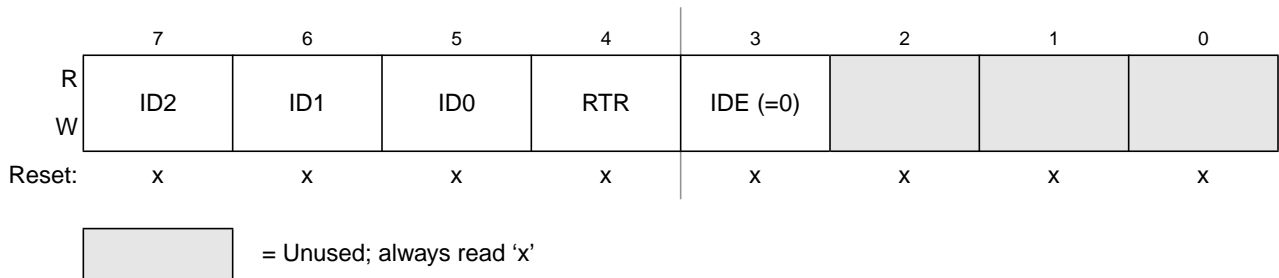 7 6 5 4 3 2 1 0
R
W
ID2 ID1 ID0 RTR IDE (=0)
Reset: x x x x x x x x
= Unused; always read ‘x’